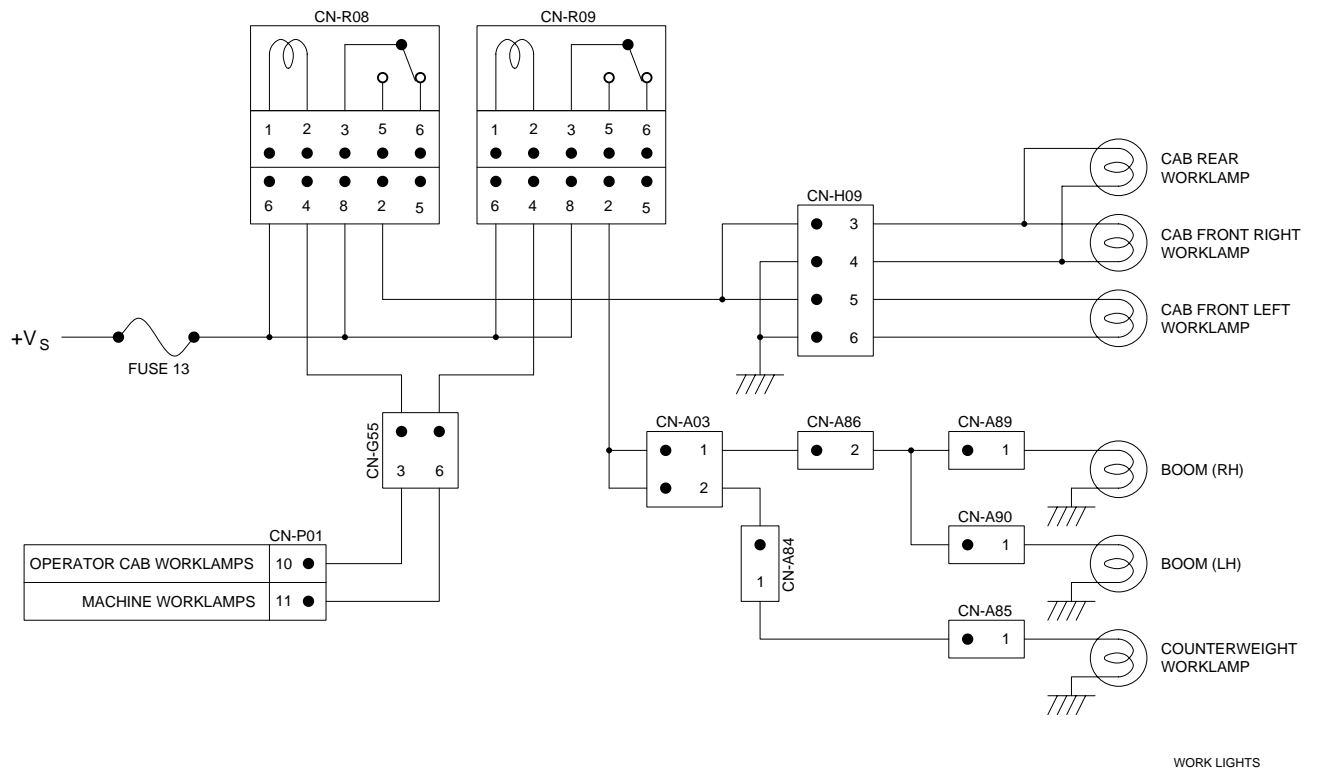 CN-R08
CN-R09
1 2 3 5 6
1 2 3 5 6
6 4 8 2 5
6 4 8 2 5
CAB REAR
WORKLAMP
CN-H09
3
4
5
6
CAB FRONT RIGHT
WORKLAMP
CAB FRONT LEFT
WORKLAMP
+VS
FUSE 13
CN-G55
3 6
CN-A03
1
2
CN-A86
2
CN-A89
1
BOOM (RH)
CN-A90
1
BOOM (LH)
CN-A84
1
CN-P01
OPERATOR CAB WORKLAMPS 10
MACHINE WORKLAMPS 11
CN-A85
1
COUNTERWEIGHT
WORKLAMP
WORK LIGHTS